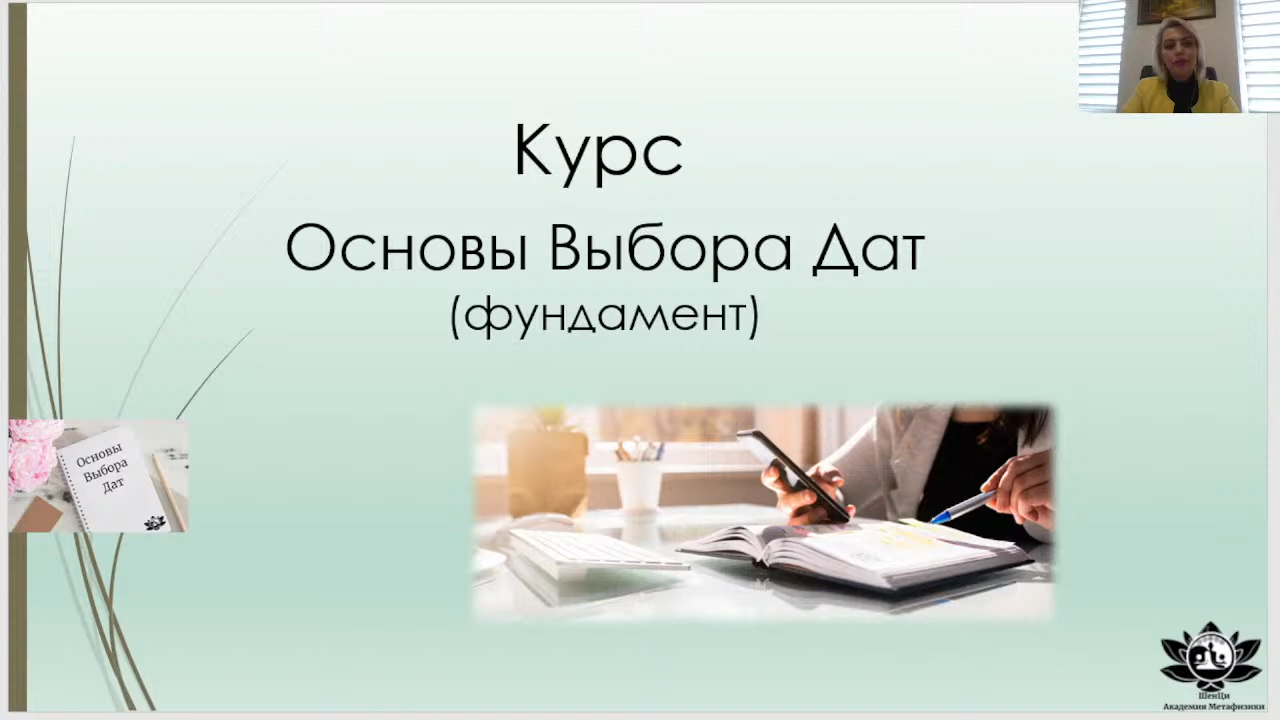 Курс
Основы Выбора Дат
(фундамент)
Основы
Выбора
Дат
ШенЦи
Академия Метафизики